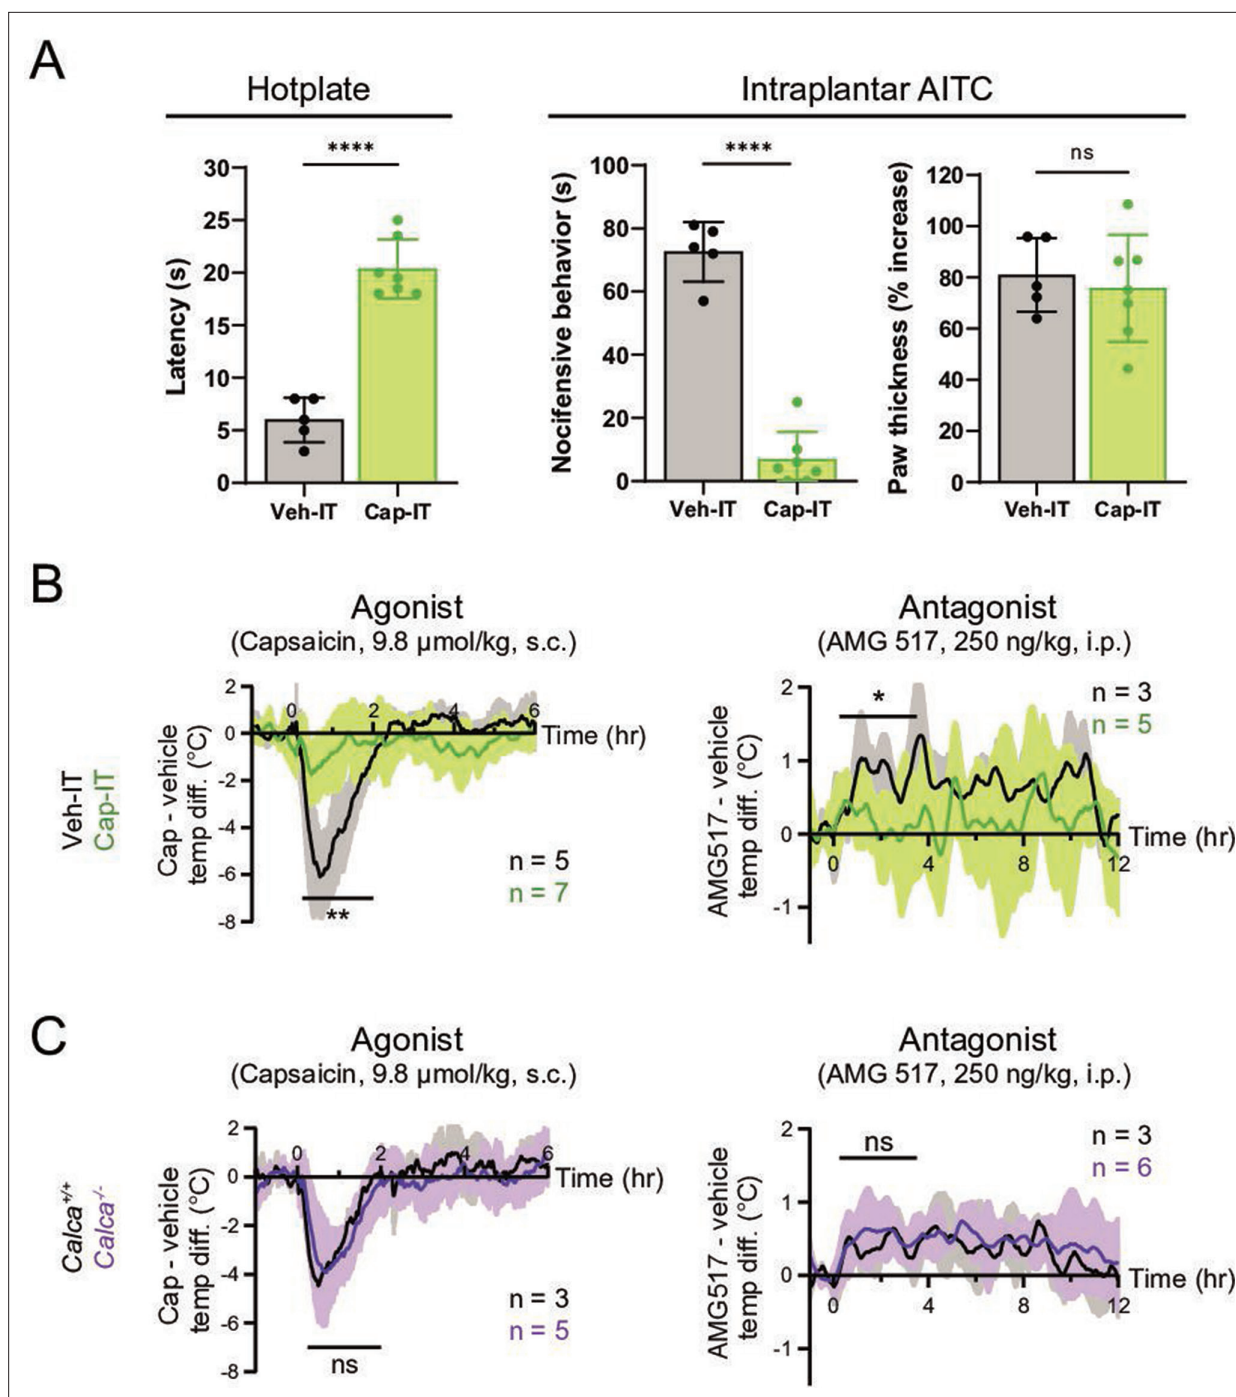 A
Hotplate
Intraplantar AITC
****
30
25
20
15
10
5
0
Latency (s)
Veh-IT Cap-IT
****
100
80
60
40
20
0
Nocifensive behavior (s)
Veh-IT Cap-IT
ns
120
100
80
60
40
20
0
Paw thickness (% increase)
Veh-IT Cap-IT
B
Veh-IT
Cap-IT
Agonist
(Capsaicin, 9.8 µmol/kg, s.c.)
Cap - vehicle
temp diff. (°C)
2
0
-2
-4
-6
-8
0 2 4 6
Time (hr)
n = 5
n = 7
**
Antagonist
(AMG 517, 250 ng/kg, i.p.)
AMG517 - vehicle
temp diff. (°C)
2
1
0
-1
*
n = 3
n = 5
0 4 8 12
Time (hr)
C
Calca+/+
Calca-/-
Agonist
(Capsaicin, 9.8 µmol/kg, s.c.)
Cap - vehicle
temp diff. (°C)
2
0
-2
-4
-6
-8
0 2 4 6
Time (hr)
n = 3
n = 5
ns
Antagonist
(AMG 517, 250 ng/kg, i.p.)
AMG517 - vehicle
temp diff. (°C)
2
1
0
-1
ns
n = 3
n = 6
0 4 8 12
Time (hr)